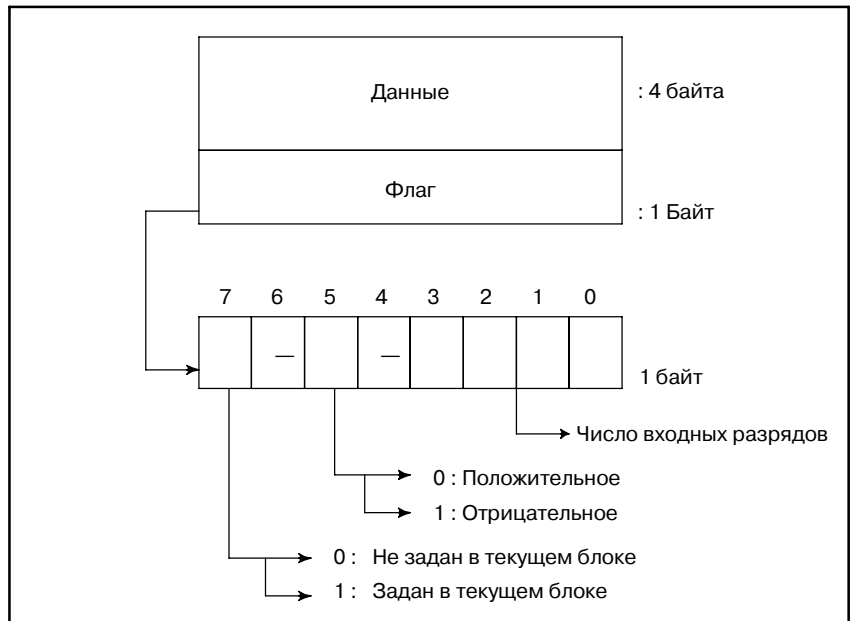 Данные
: 4 байта
Флаг
: 1 Байт
7 6 5 4 3 2 1 0
— —
1 байт
Число входных разрядов
0 : Положительное
1 : Отрицательное
0 : Не задан в текущем блоке
1 : Задан в текущем блоке